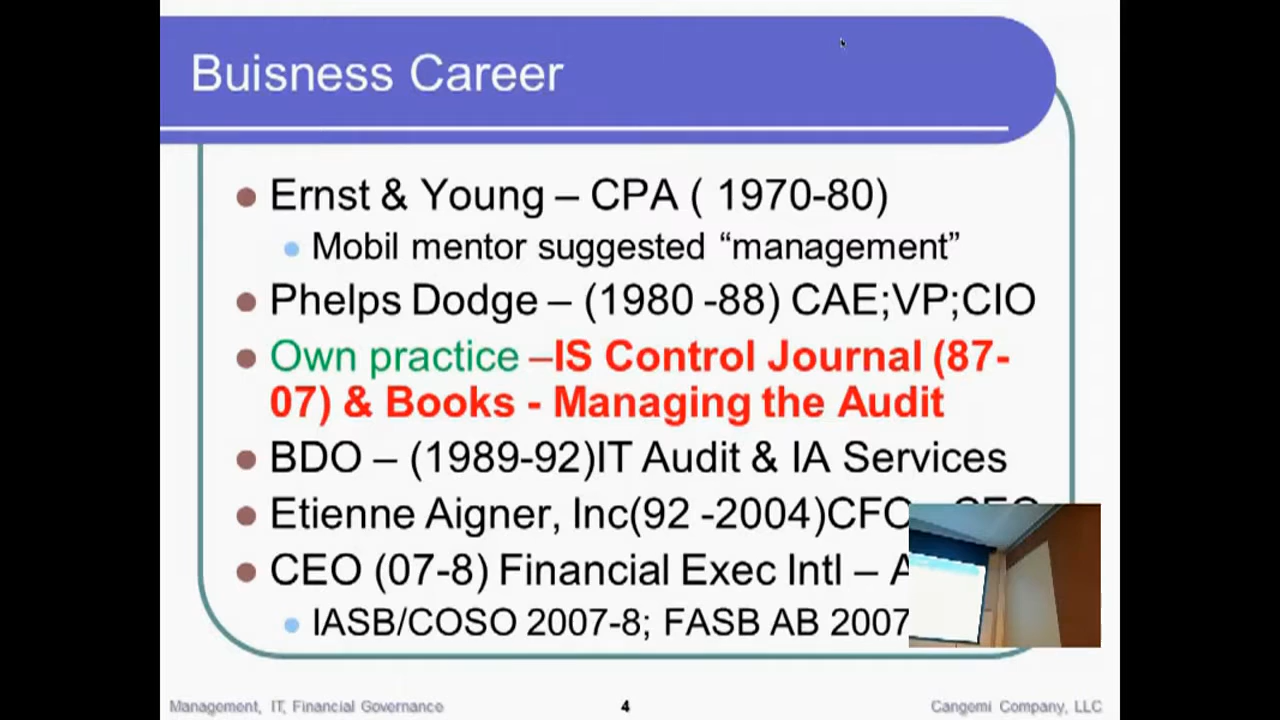 Buisness Career
Ernst & Young – CPA ( 1970-80)
Mobil mentor suggested “management”
Phelps Dodge – (1980 -88) CAE;VP;CIO
Own practice –IS Control Journal (87-
07) & Books - Managing the Audit
BDO – (1989-92)IT Audit & IA Services
Etienne Aigner, Inc(92 -2004)CFO - CEO
CEO (07-8) Financial Exec Intl –
IASB/COSO 2007-8; FASB AB 2007
Management, IT, Financial Governance
4
Cangemi Company, LLC